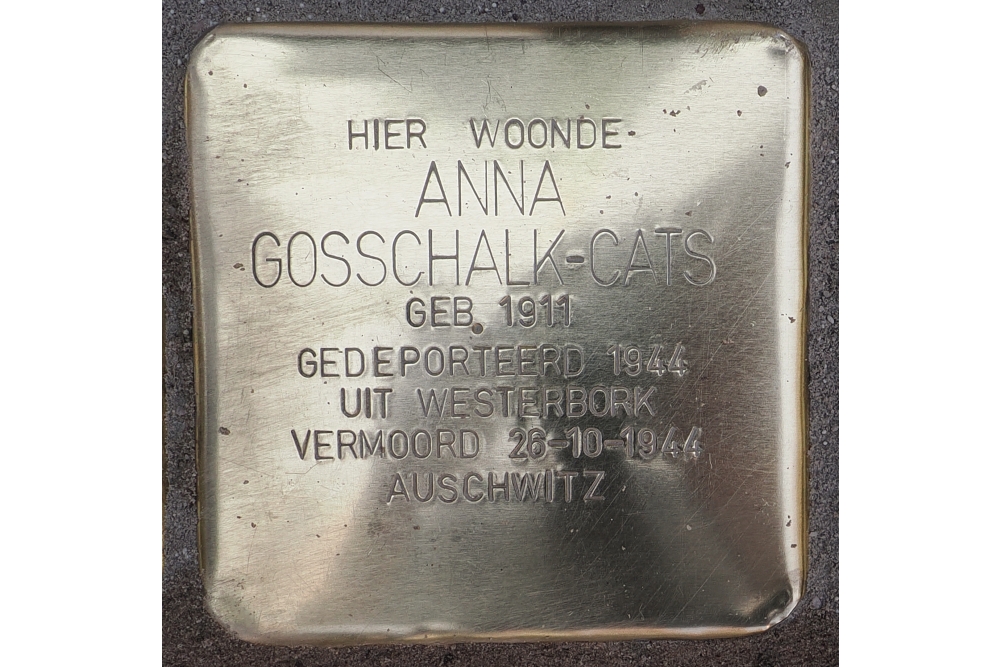 HIER WOONDE
ANNA
GOSSCHALK-CATS
GEB. 1911
GEDEPORTEERD 1944
UIT WESTERBORK
VERMOORD 26-10-1944
AUSCHWITZ